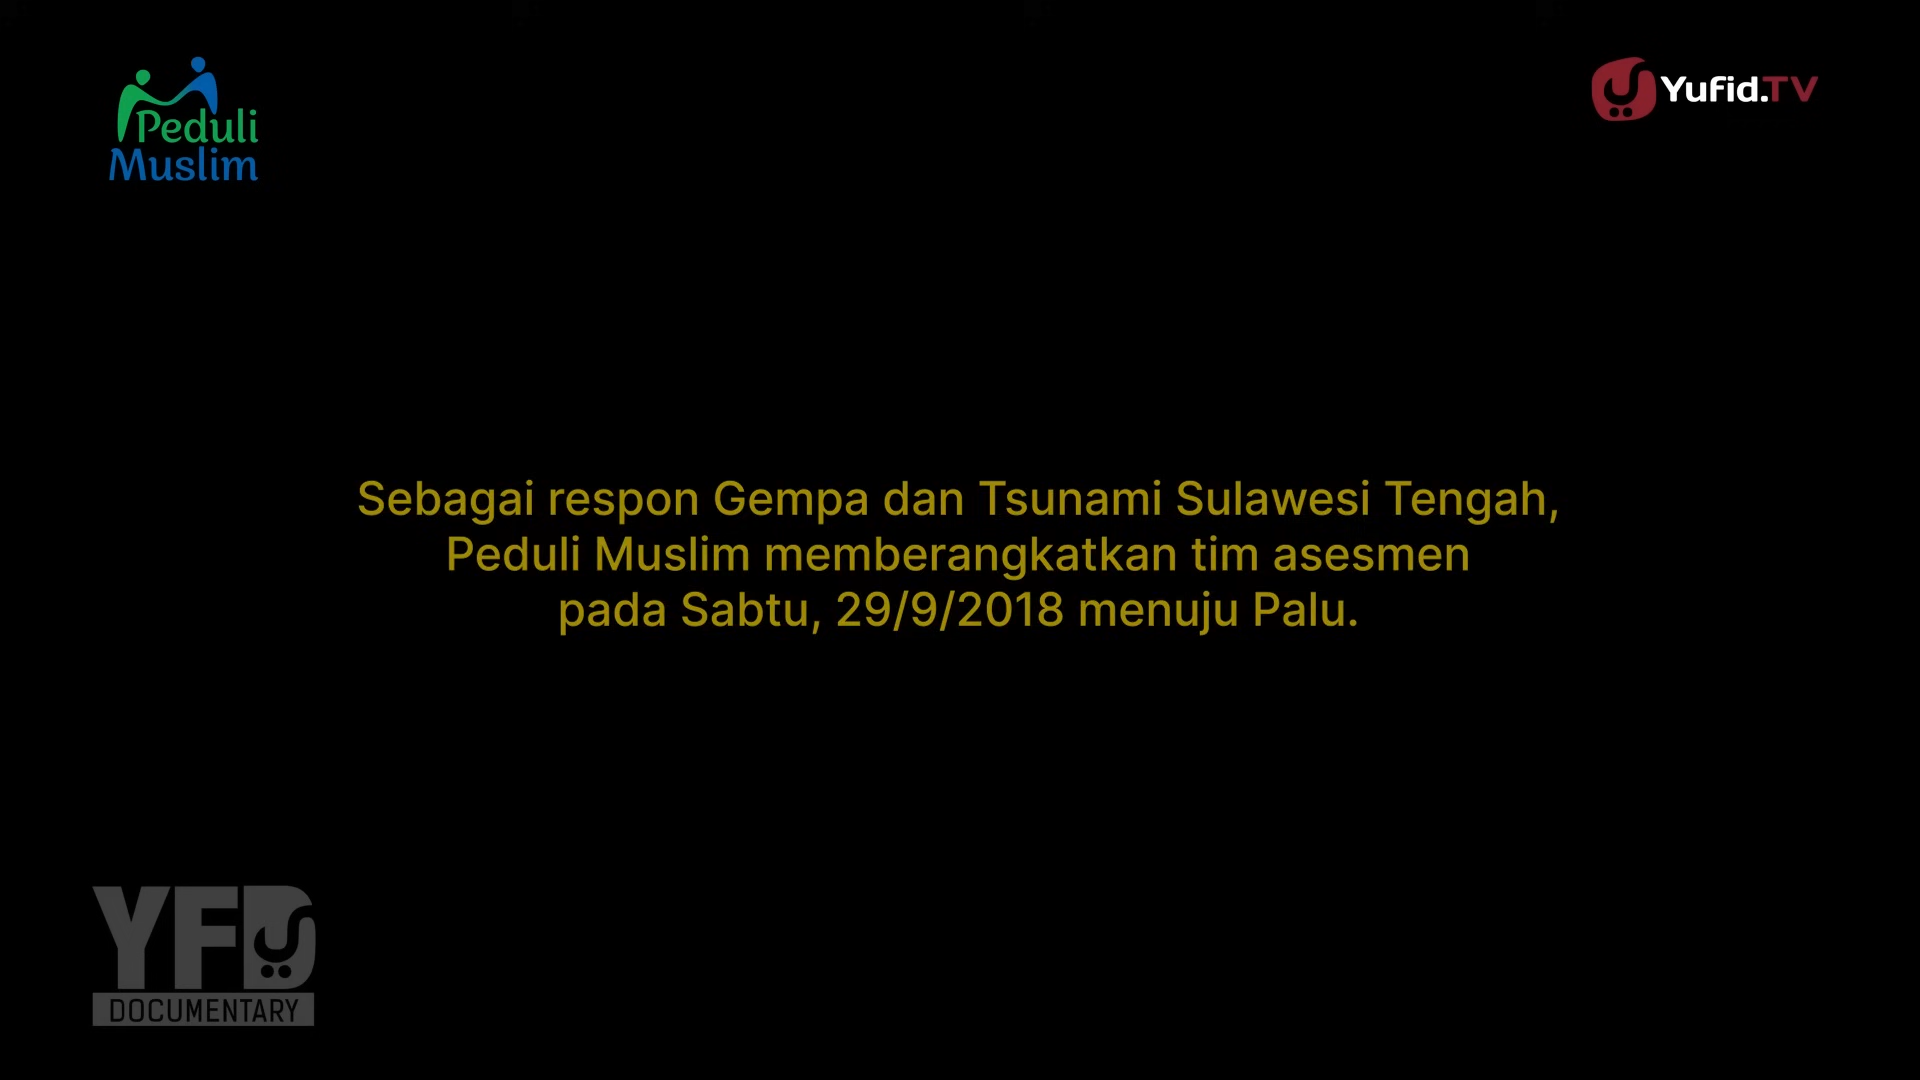 Peduli
Muslim
Yufid.TV
Sebagai respon Gempa dan Tsunami Sulawesi Tengah,
Peduli Muslim memberangkatkan tim asesmen
pada Sabtu, 29/9/2018 menuju Palu.
YFD
DOCUMENTARY